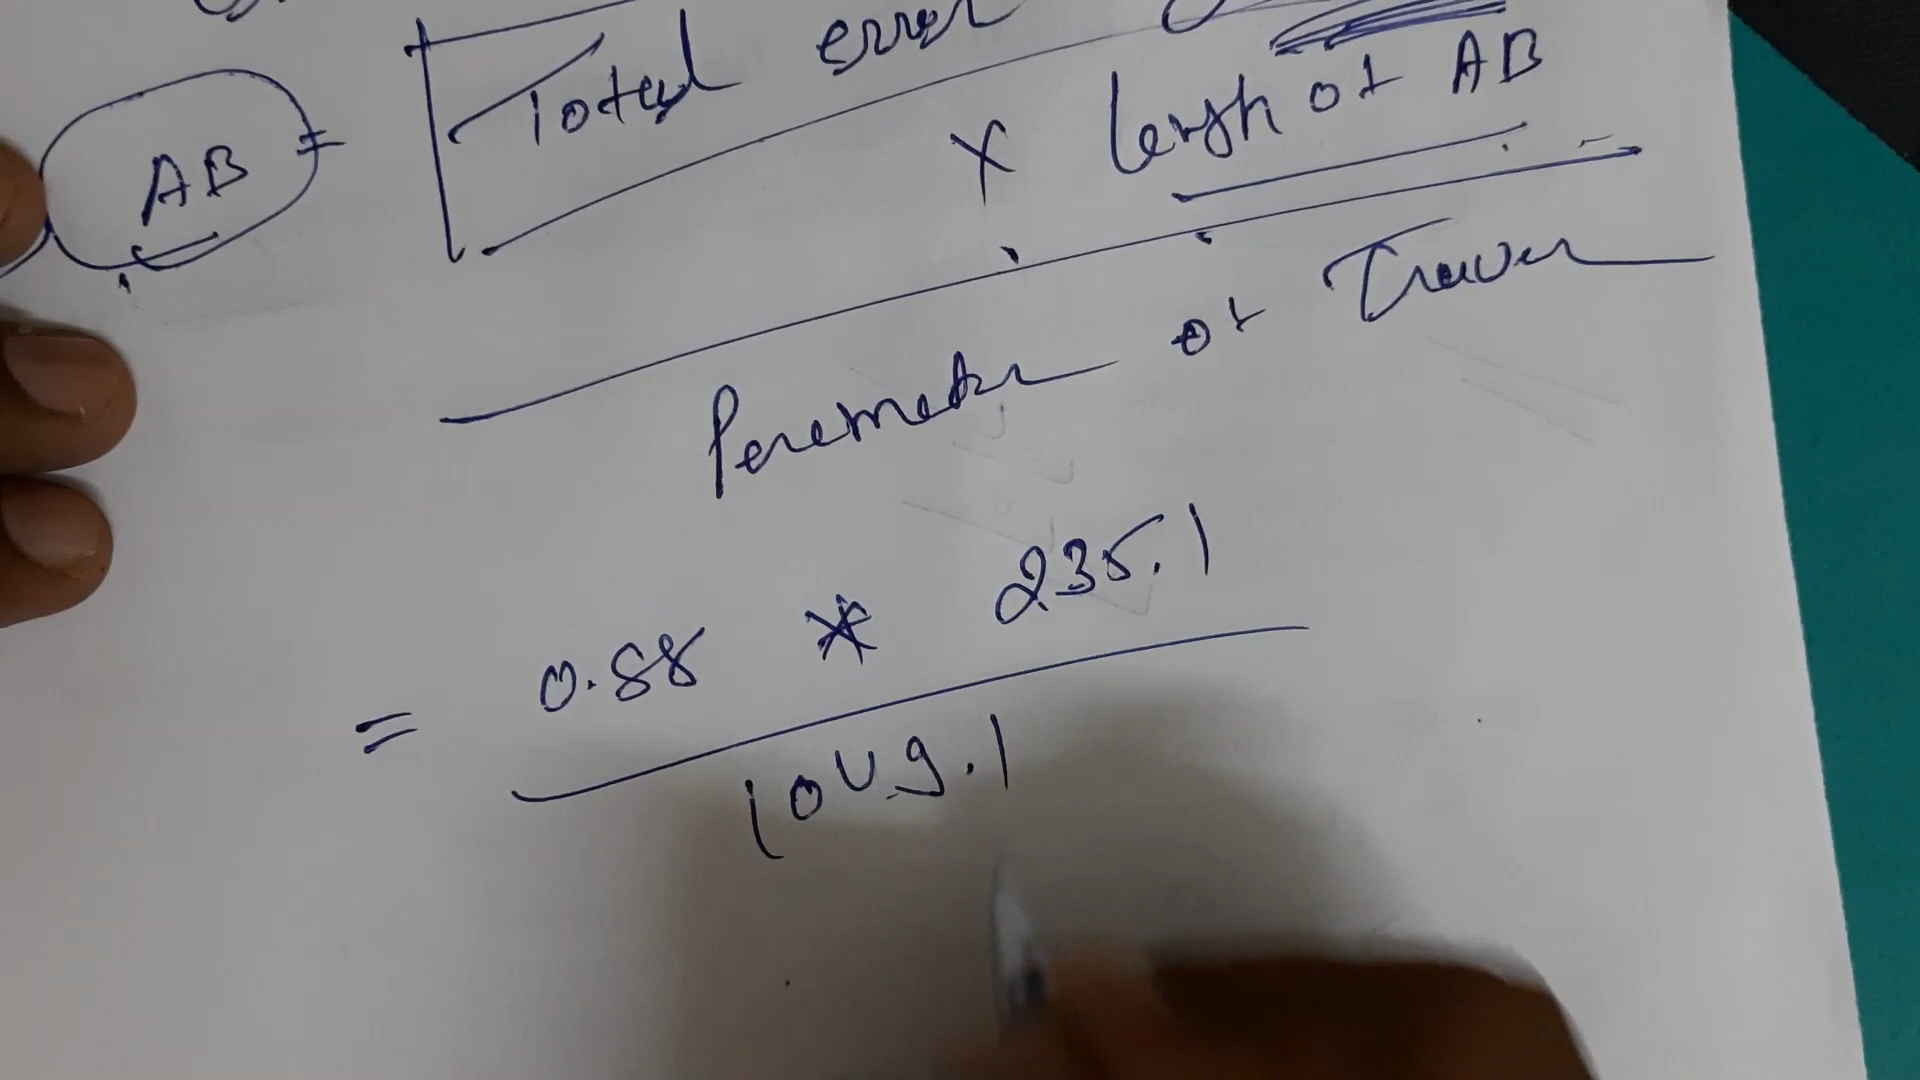 Total error
AB = × length of AB
Peremeter of Traver
= 0.88 * 235.1
1049.1